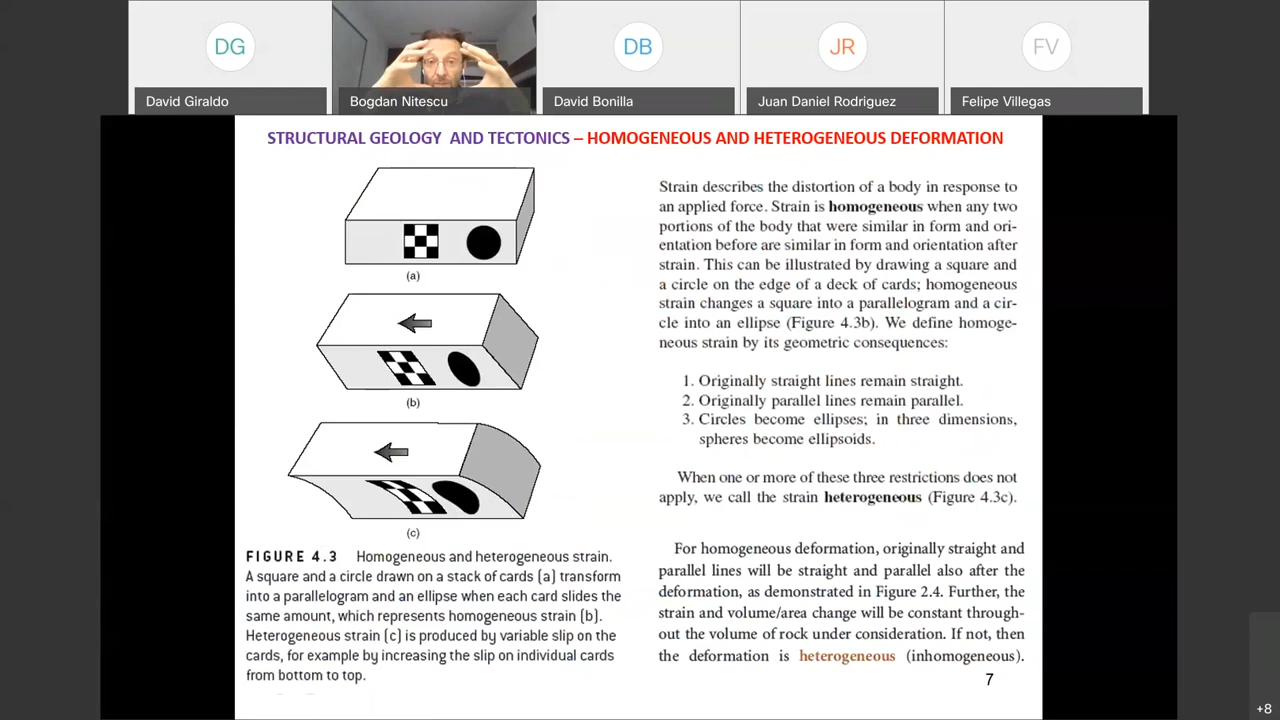 DG
DB
JR
FV
David Giraldo
Bogdan Nitescu
David Bonilla
Juan Daniel Rodriguez
Felipe Villegas
STRUCTURAL GEOLOGY AND TECTONICS – HOMOGENEOUS AND HETEROGENEOUS DEFORMATION
(a)
(b)
(c)
FIGURE 4.3 Homogeneous and heterogeneous strain.
A square and a circle drawn on a stack of cards (a) transform
into a parallelogram and an ellipse when each card slides the
same amount, which represents homogeneous strain (b).
Heterogeneous strain (c) is produced by variable slip on the
cards, for example by increasing the slip on individual cards
from bottom to top.
Strain describes the distortion of a body in response to
an applied force. Strain is homogeneous when any two
portions of the body that were similar in form and ori-
entation before are similar in form and orientation after
strain. This can be illustrated by drawing a square and
a circle on the edge of a deck of cards; homogeneous
strain changes a square into a parallelogram and a cir-
cle into an ellipse (Figure 4.3b). We define homoge-
neous strain by its geometric consequences:
1. Originally straight lines remain straight.
2. Originally parallel lines remain parallel.
3. Circles become ellipses; in three dimensions,
spheres become ellipsoids.
When one or more of these three restrictions does not
apply, we call the strain heterogeneous (Figure 4.3c).
For homogeneous deformation, originally straight and
parallel lines will be straight and parallel also after the
deformation, as demonstrated in Figure 2.4. Further, the
strain and volume/area change will be constant through-
out the volume of rock under consideration. If not, then
the deformation is heterogeneous (inhomogeneous).
7
+8